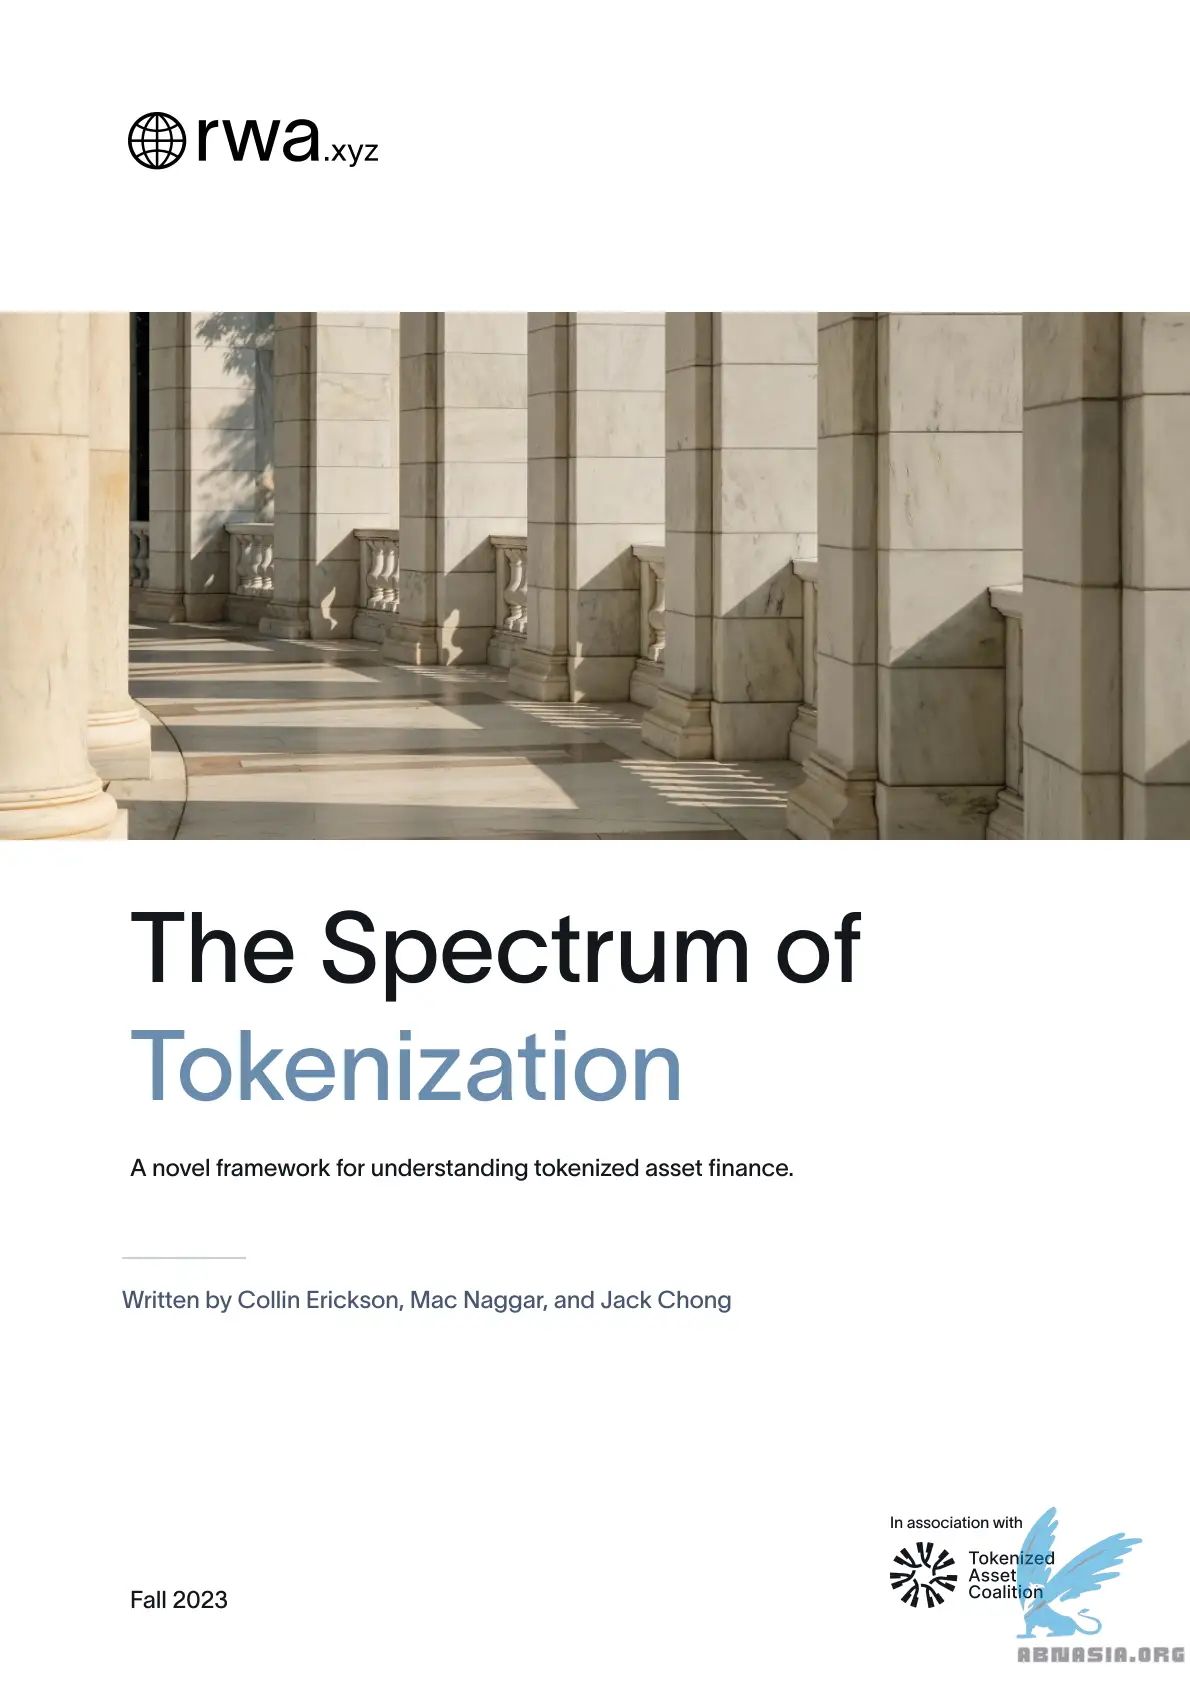 rwa.xyz
The Spectrum of
Tokenization
A novel framework for understanding tokenized asset finance.
Written by Collin Erickson, Mac Naggar, and Jack Chong
In association with
Tokenized
Asset
Coalition
Fall 2023
ABNASIA.ORG